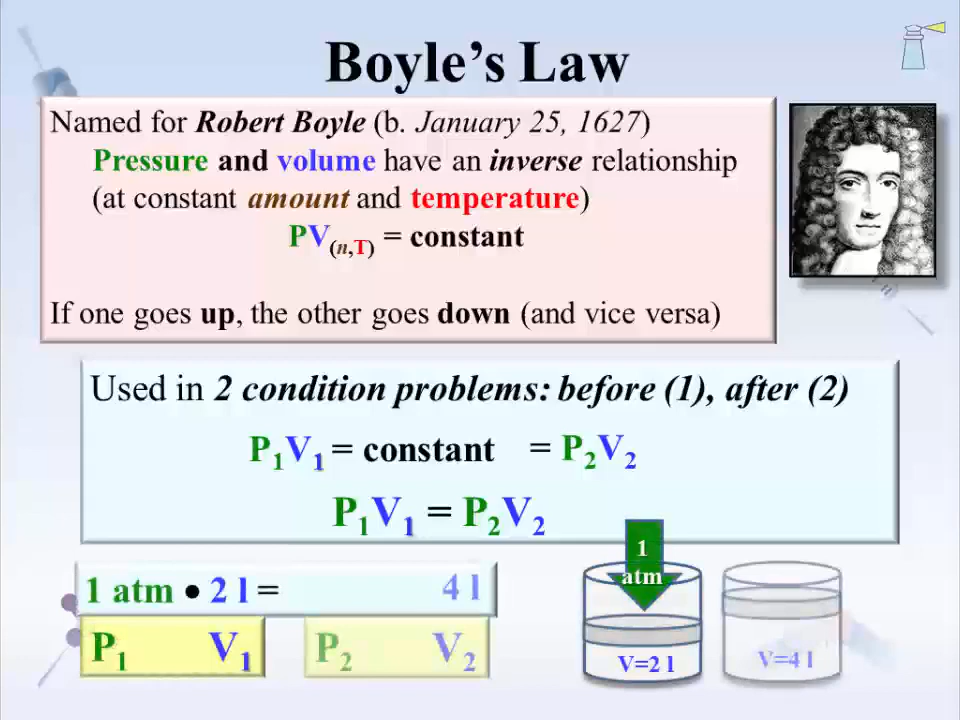 Boyle's Law
Named for Robert Boyle (b. January 25, 1627)
Pressure and volume have an inverse relationship
(at constant amount and temperature)
PV(n,T) = constant
If one goes up, the other goes down (and vice versa)
Used in 2 condition problems: before (1), after (2)
P1V1 = constant = P2V2
P1V1 = P2V2
1 atm • 2 l = 4 l
P1 V1 P2 V2
1
atm
V=2 l
V=4 l